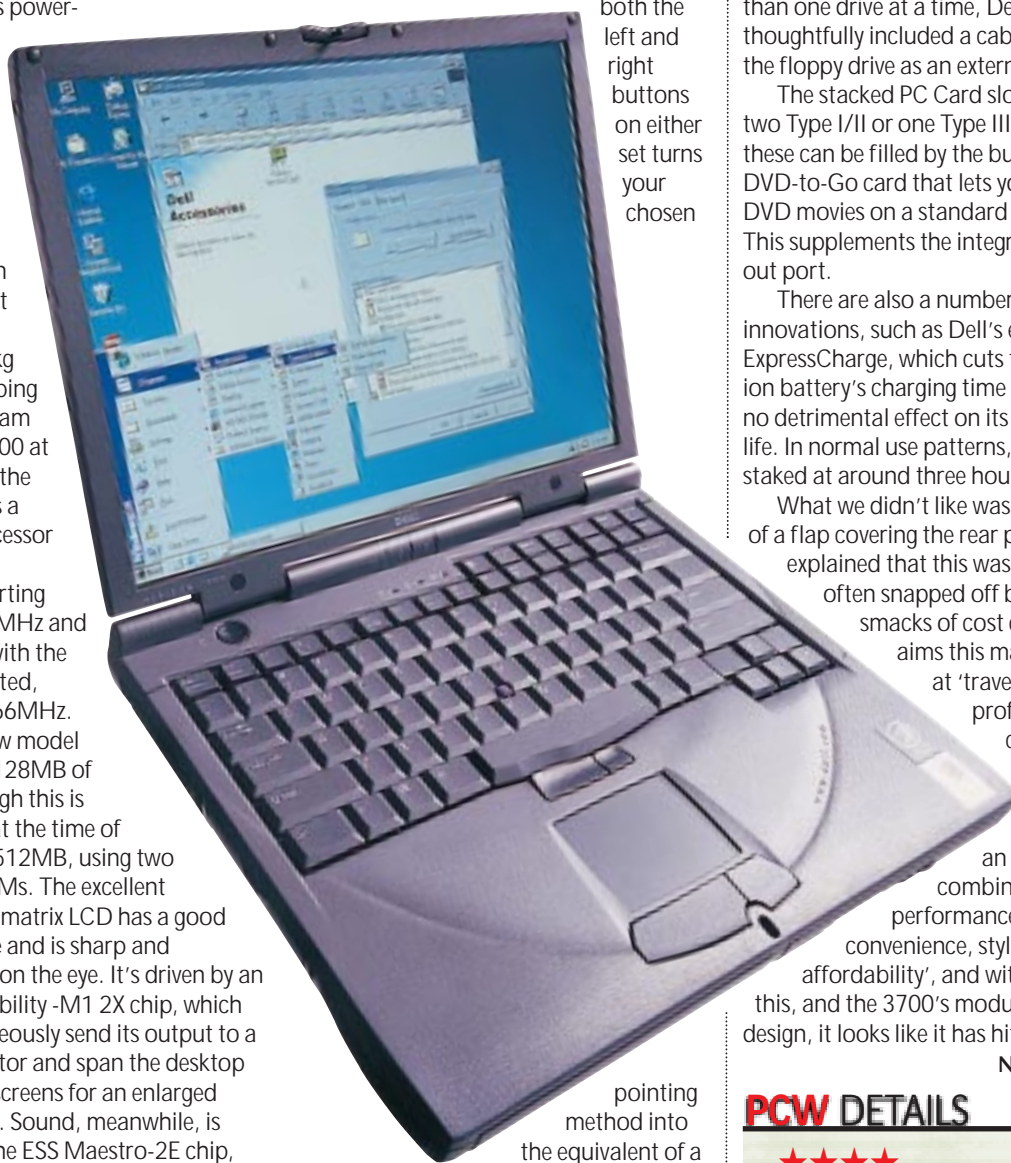 s power-
n
t
kg
ping
am
00 at
the
s a
cessor
rting
MHz and
with the
ted,
66MHz.
w model
128MB of
gh this is
at the time of
512MB, using two
Ms. The excellent
matrix LCD has a good
e and is sharp and
on the eye. It's driven by an
bility -M1 2X chip, which
eously send its output to a
tor and span the desktop
screens for an enlarged
. Sound, meanwhile, is
he ESS Maestro-2E chip,
Dell
Accessories
DELL
www.dell.com
both the
left and
right
buttons
on either
set turns
your
chosen
pointing
method into
the equivalent of a
than one drive at a time, De
thoughtfully included a cab
the floppy drive as an extern
The stacked PC Card slo
two Type I/II or one Type III
these can be filled by the bu
DVD-to-Go card that lets yo
DVD movies on a standard
This supplements the integr
out port.
There are also a number
innovations, such as Dell's e
ExpressCharge, which cuts t
ion battery's charging time
no detrimental effect on its
life. In normal use patterns,
staked at around three hou
What we didn't like was
of a flap covering the rear p
explained that this was
often snapped off b
smacks of cost c
aims this ma
at 'trave
prof
c
an
combin
performance
convenience, styl
affordability', and wit
this, and the 3700's modu
design, it looks like it has hi
N
PCW DETAILS